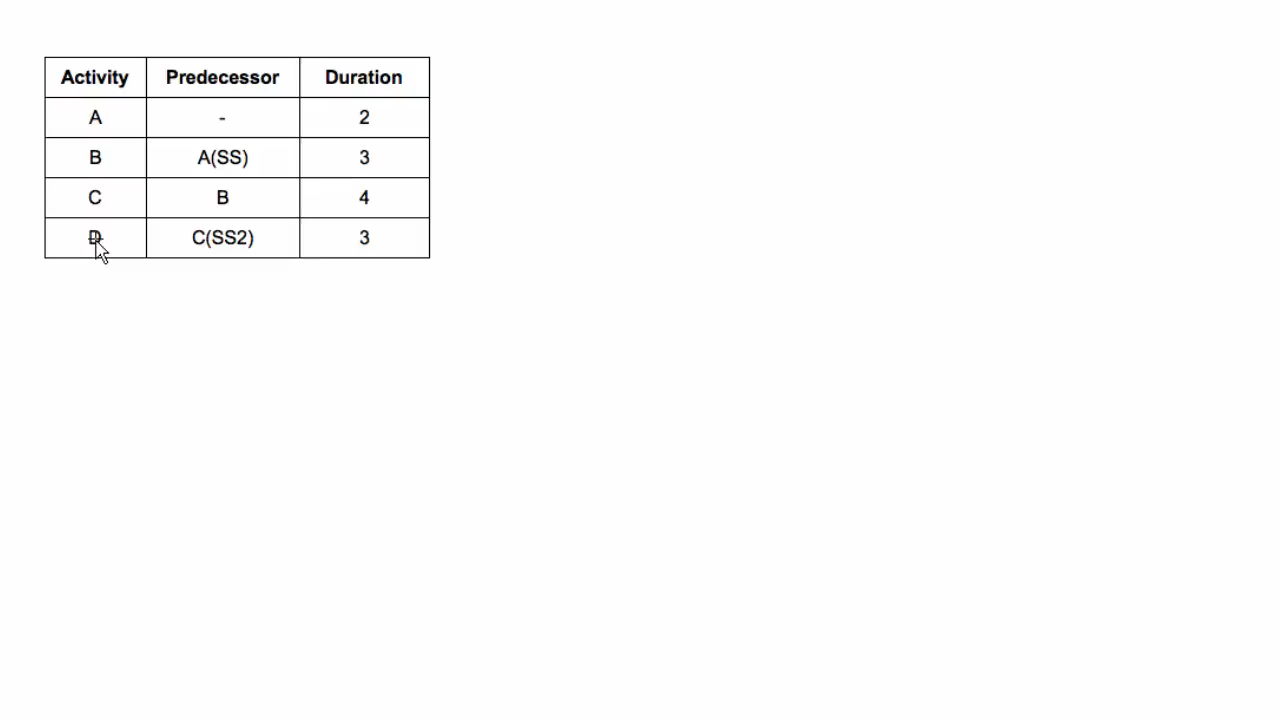 Activity Predecessor Duration
A - 2
B A(SS) 3
C B 4
D C(SS2) 3